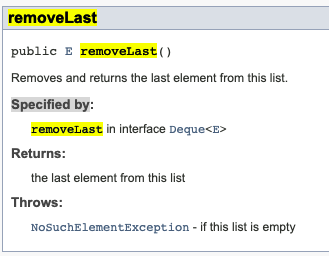 removeLast
public E removeLast()
Removes and returns the last element from this list.
Specified by:
removeLast in interface Deque<E>
Returns:
the last element from this list
Throws:
NoSuchElementException - if this list is empty